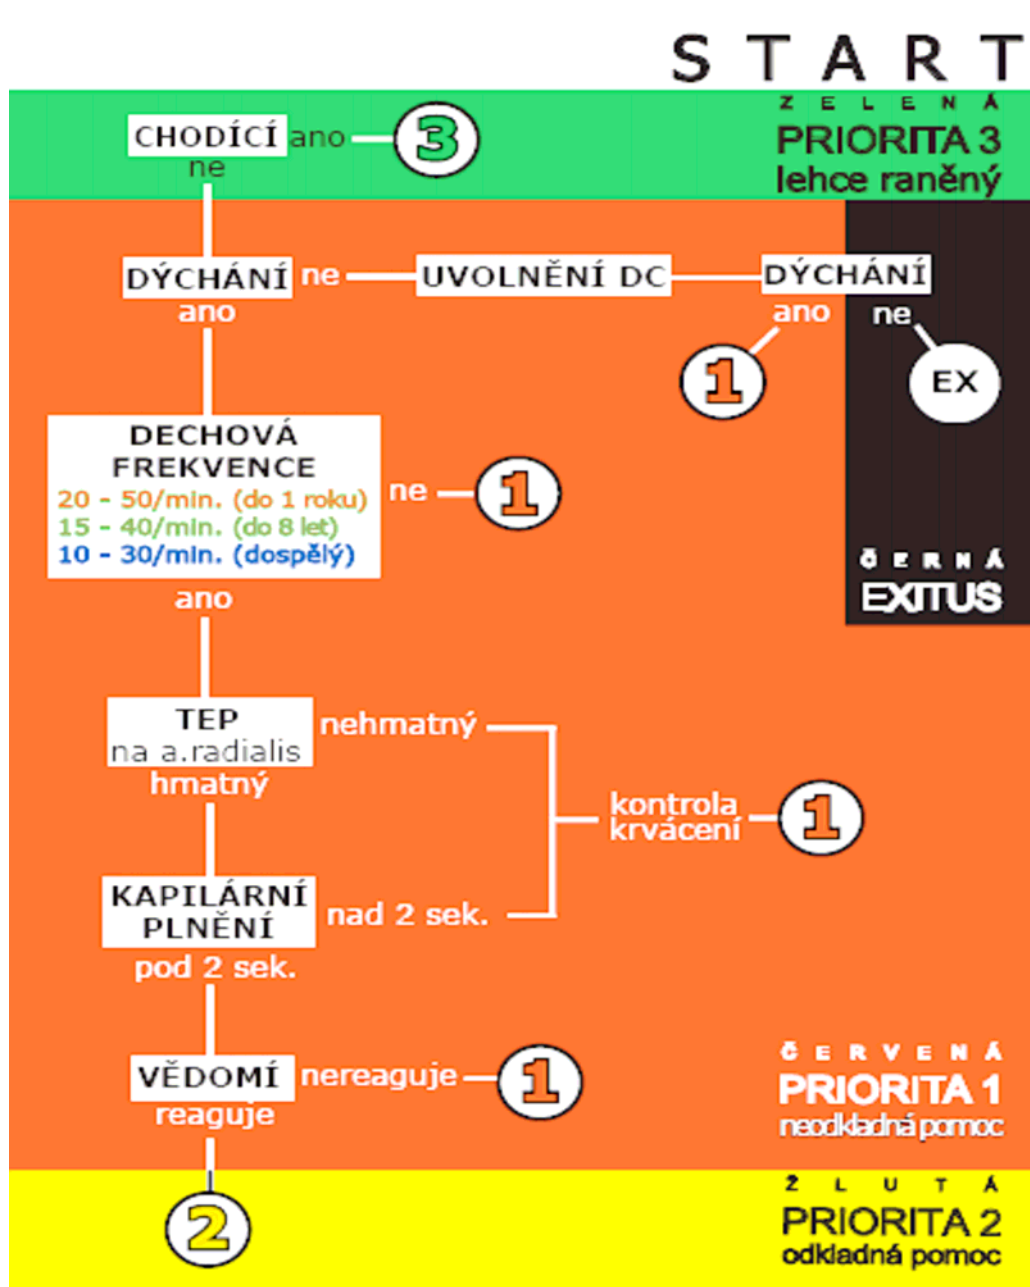 START
ZELENÁ
PRIORITA 3
lehce raněný
CHODÍCÍ ano
3
ne
DÝCHÁNÍ ne
UVOLNĚNÍ DC
DÝCHÁNÍ
ano
ano
ne
1
EX
DECHOVÁ
FREKVENCE
20 - 50/min. (do 1 roku)
15 - 40/min. (do 8 let)
10 - 30/min. (dospělý)
ne
1
ano
ČERNÁ
EXITUS
TEP
na a.radialis
nehmatný
hmatný
kontrola
krvácení
1
KAPILÁRNÍ
PLNĚNÍ
nad 2 sek.
pod 2 sek.
VĚDOMÍ
nereaguje
1
reaguje
ČERVENÁ
PRIORITA 1
neodkladná pomoc
2
ŽLUTÁ
PRIORITA 2
odkladná pomoc